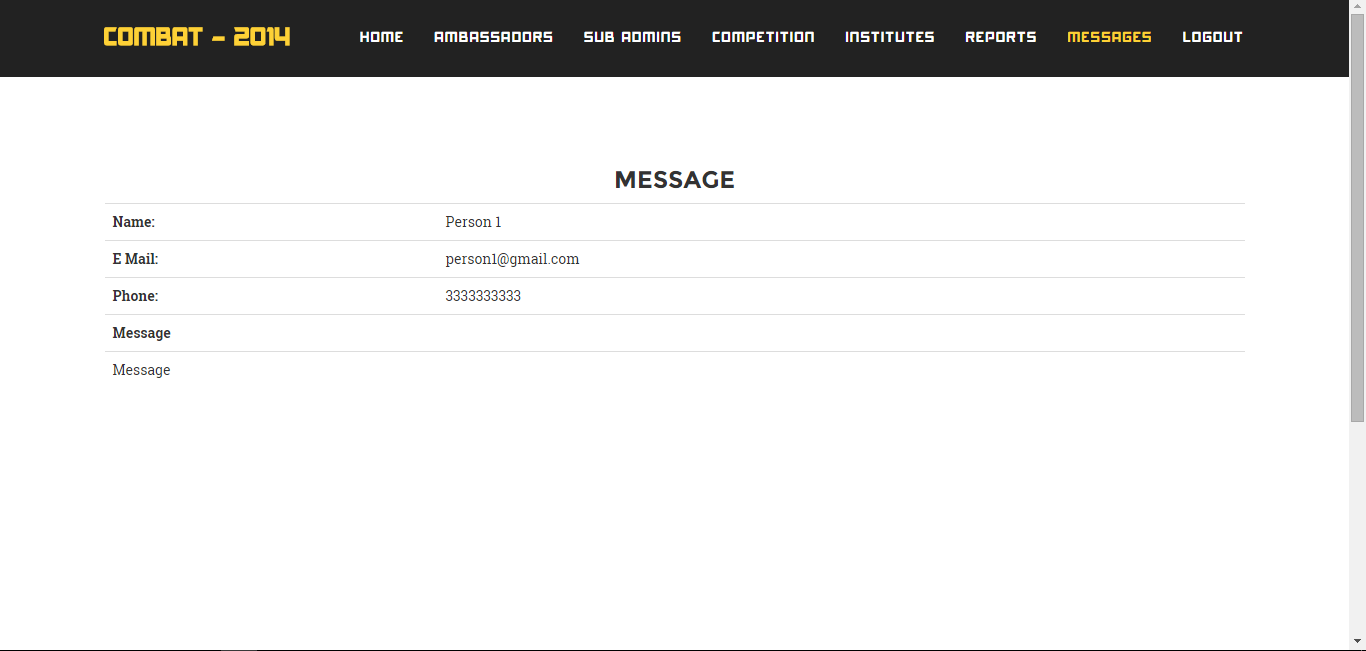 COMBAT - 2014 HOME AMBASSADORS SUB ADMINS COMPETITION INSTITUTES REPORTS MESSAGES LOGOUT
MESSAGE
Name: Person 1
E Mail: person1@gmail.com
Phone: 3333333333
Message
Message